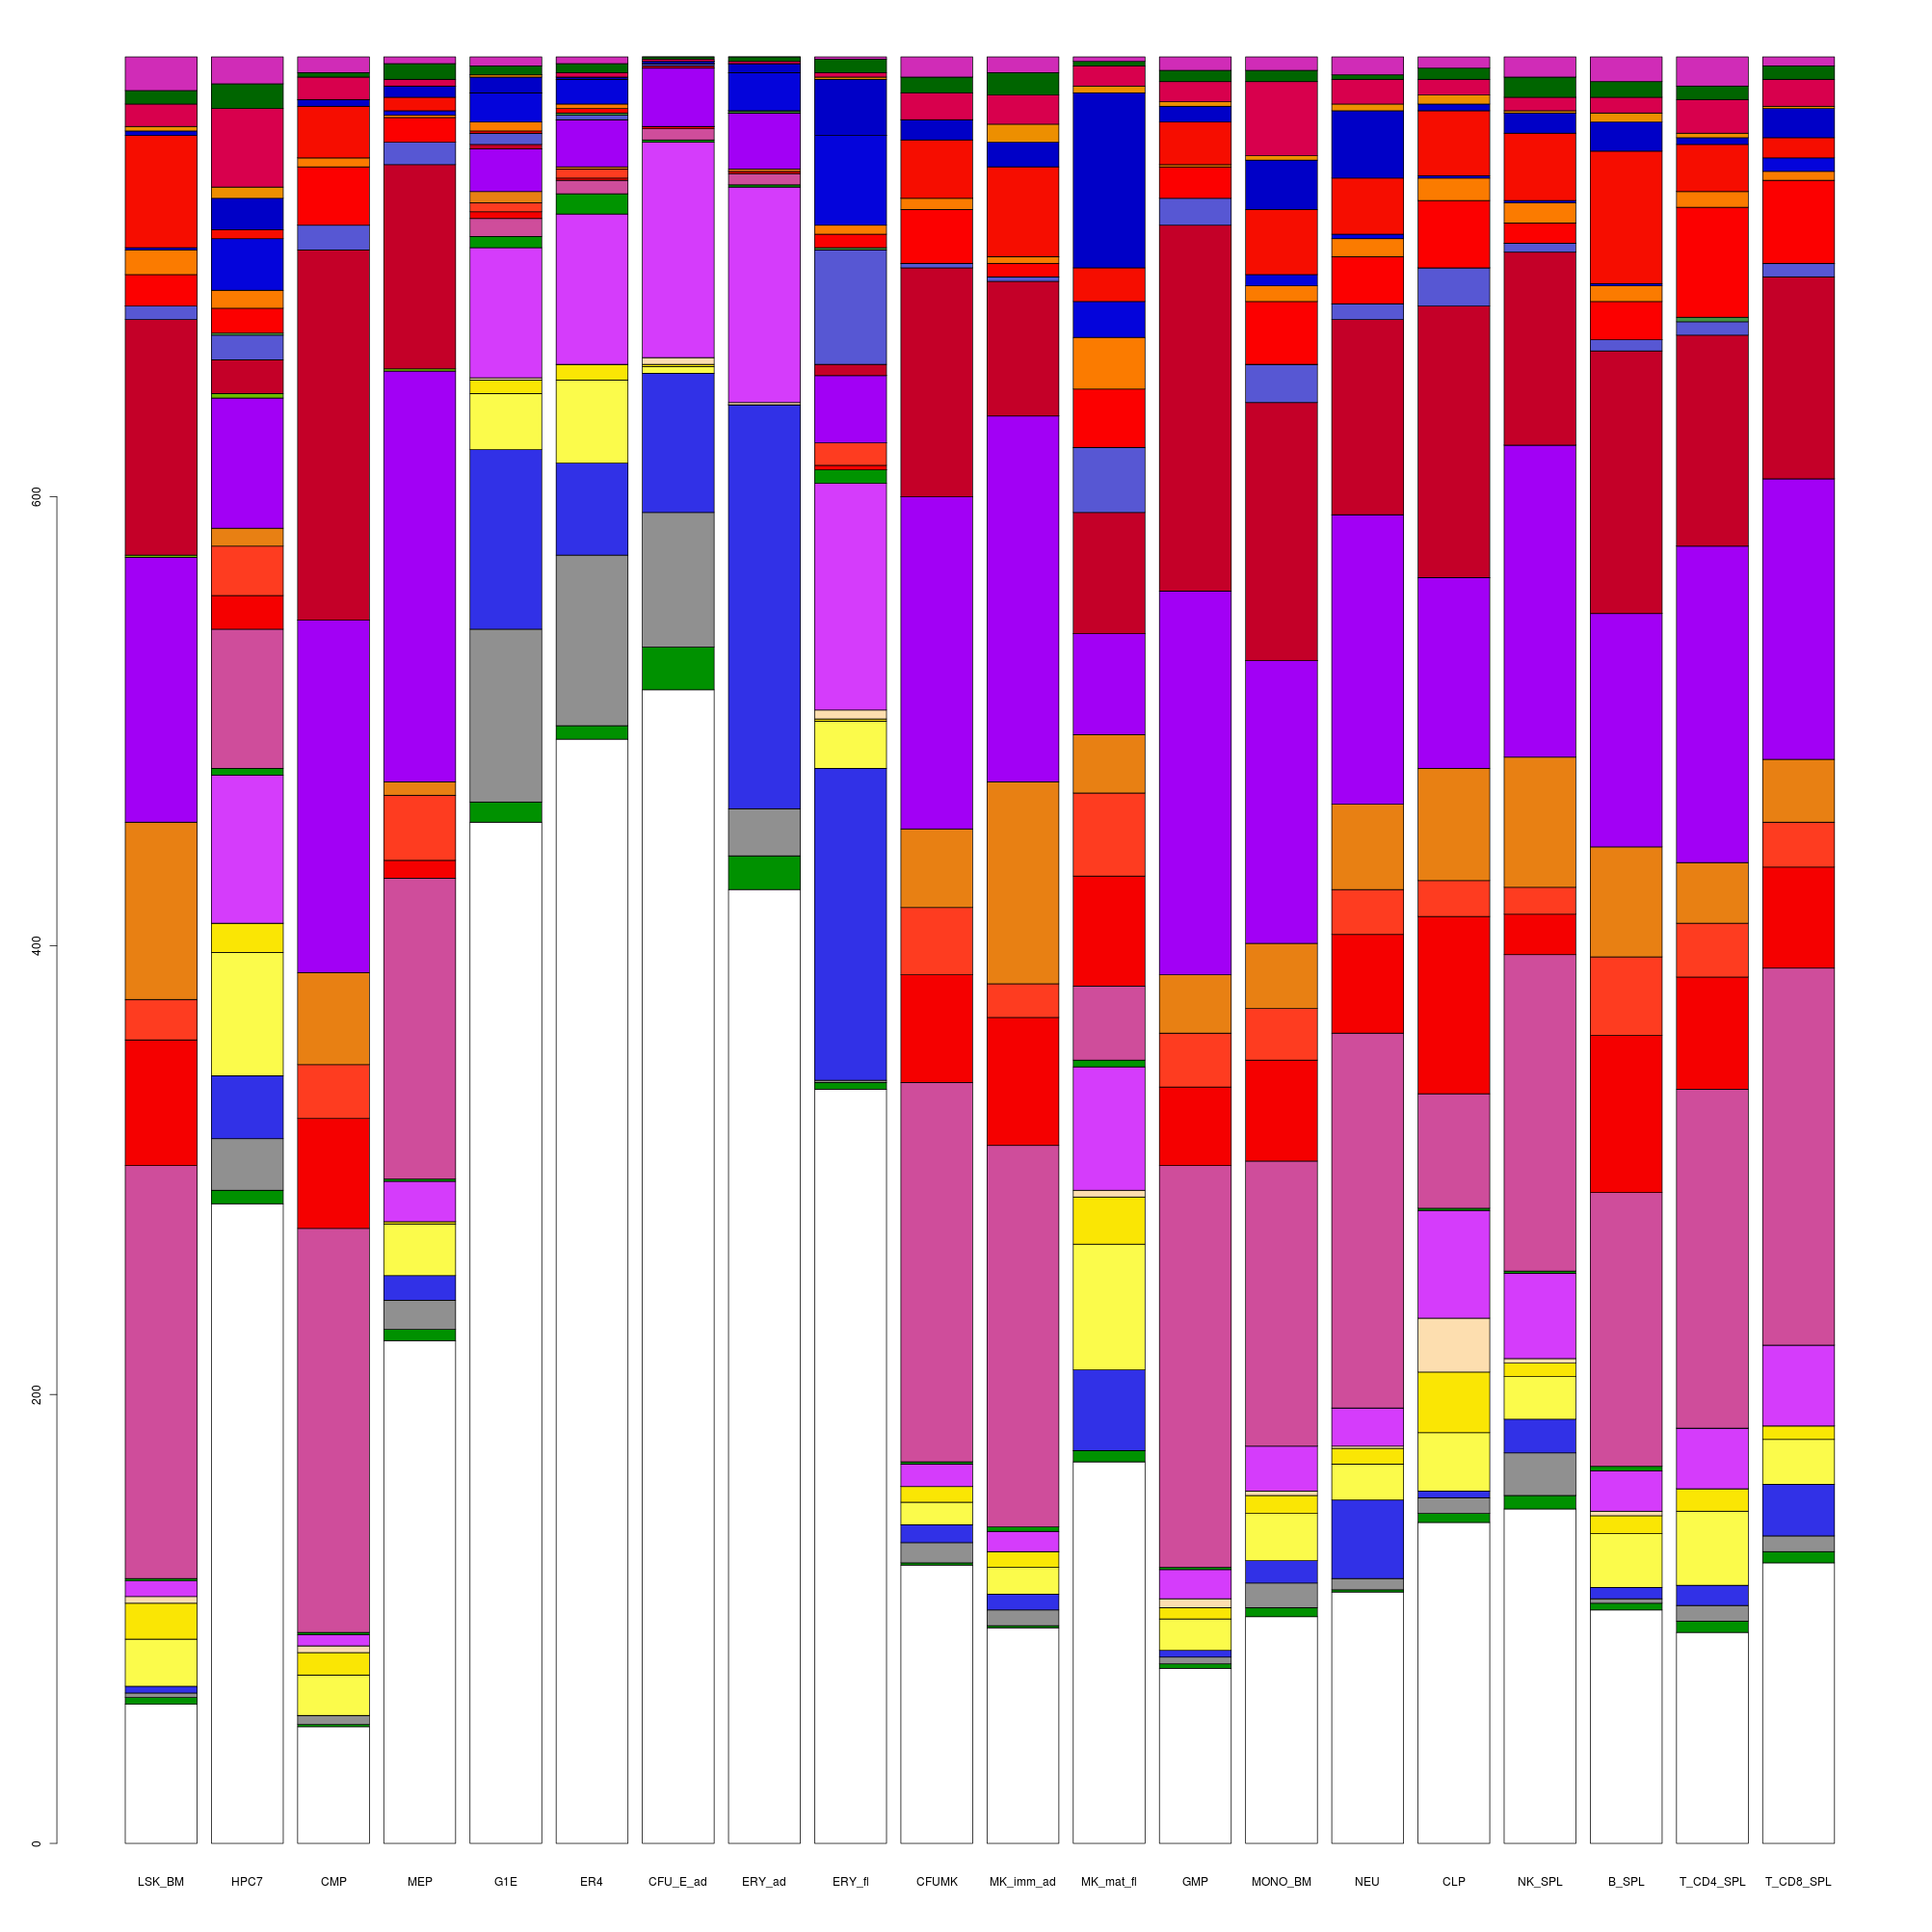 600
400
200
0
LSK_BM HPC7 CMP MEP G1E ER4 CFU_E_ad ERY_ad ERY_fl CFUMK MK_imm_ad MK_mat_fl GMP MONO_BM NEU CLP NK_SPL B_SPL T_CD4_SPL T_CD8_SPL